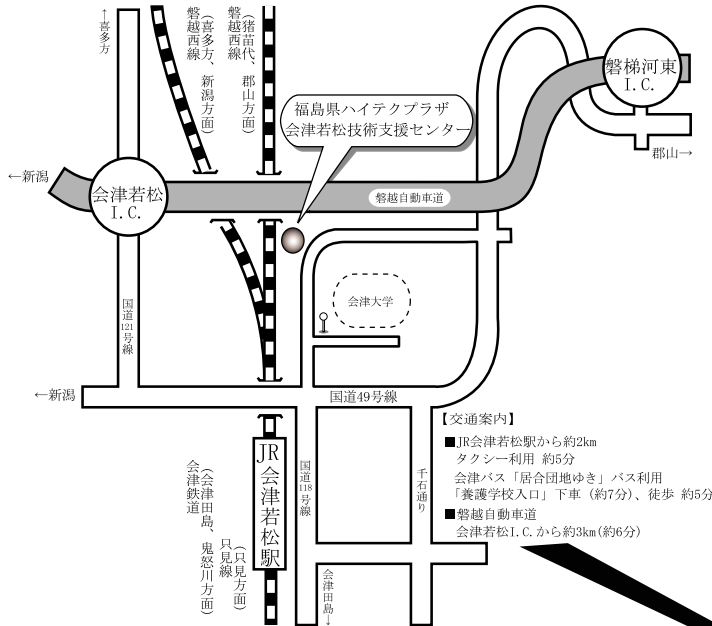 ←喜多方
磐越西線
(喜多方、新潟方面)
磐越西線
(猪苗代、郡山方面)
福島県ハイテクプラザ
会津若松技術支援センター
磐梯河東
I.C.
郡山→
←新潟
会津若松
I.C.
磐越自動車道
会津大学
国道121号線
←新潟
国道49号線
【交通案内】
■JR会津若松駅から約2km
タクシー利用 約5分
会津バス「居合団地ゆき」バス利用
「養護学校入口」下車（約7分）、徒歩 約5分
■磐越自動車道
会津若松I.C.から約3km(約6分)
JR会津若松駅
国道118号線
千石通り
会津鉄道
(会津田島、鬼怒川方面)
只見線
(只見方面)
会津田島→